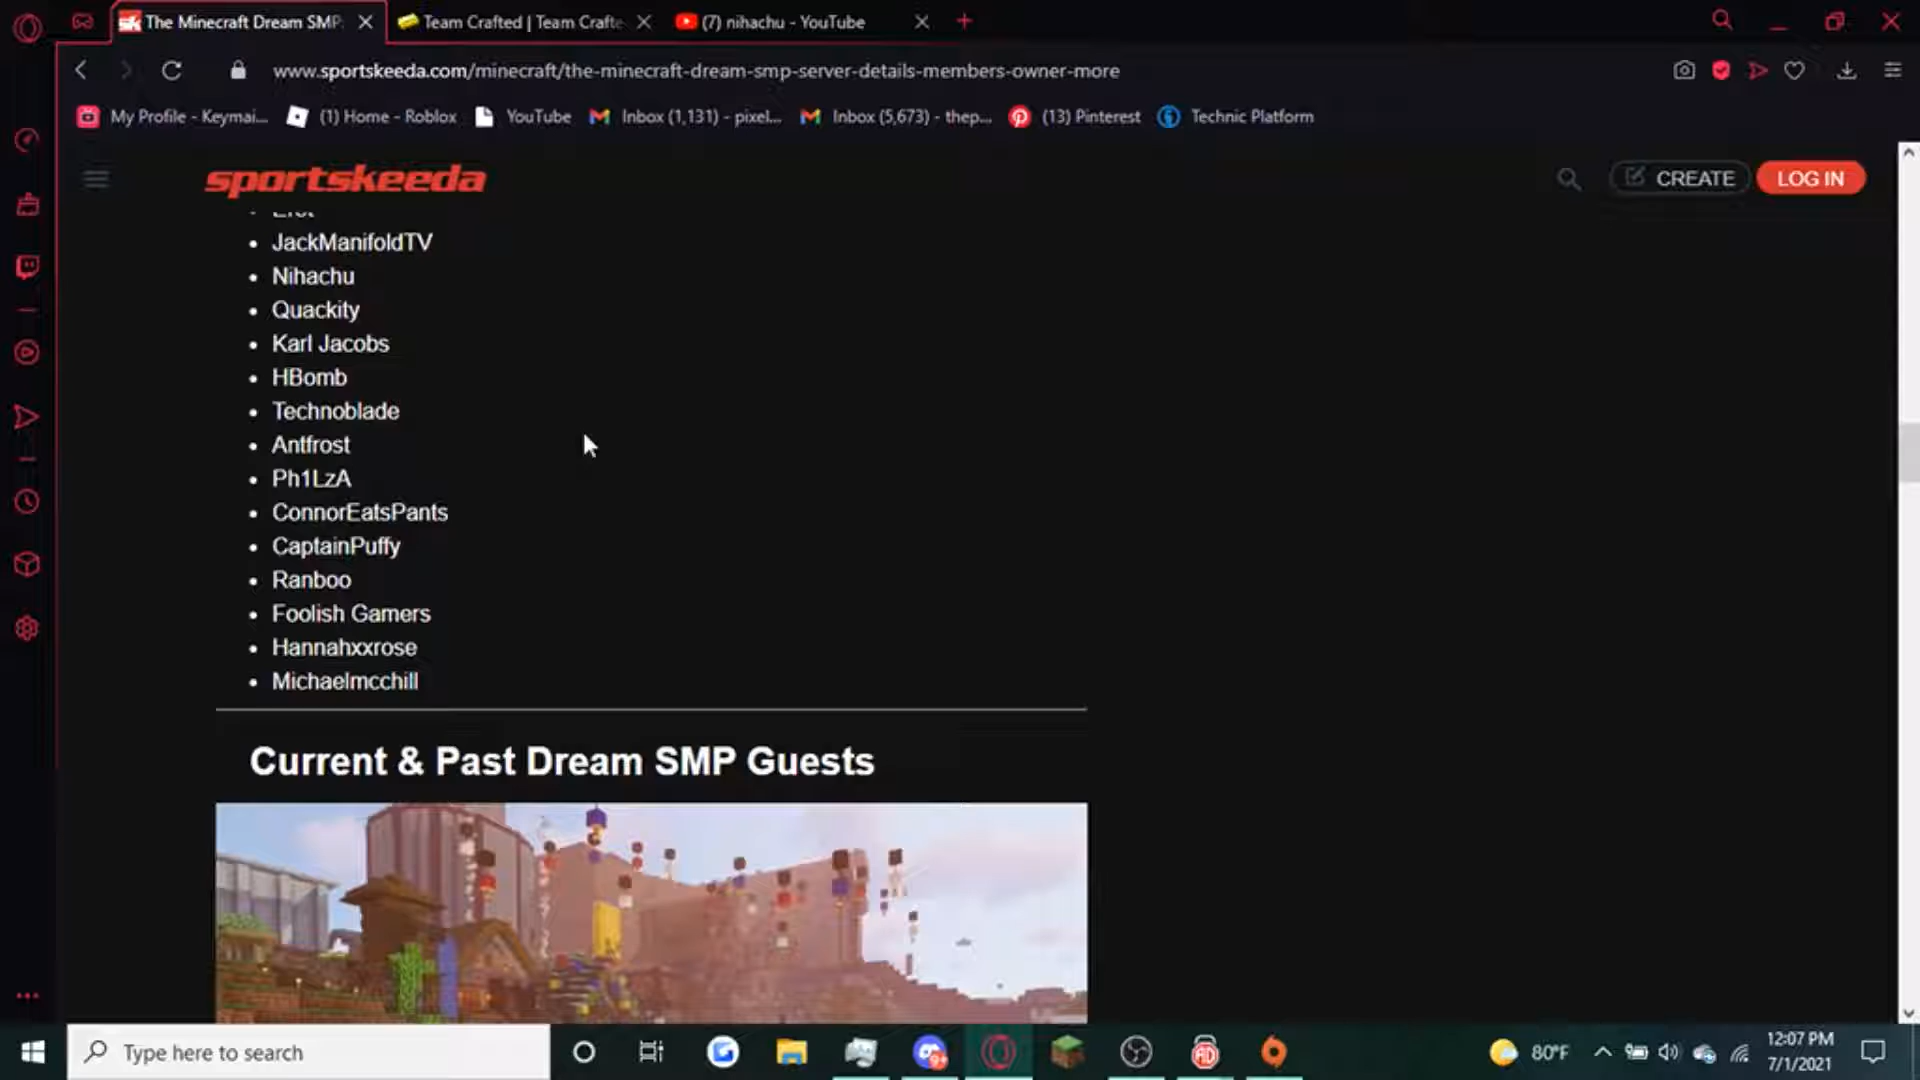 The Minecraft Dream SMP:
Team Crafted | Team Crafte
(7) nihachu - YouTube
www.sportskeeda.com/minecraft/the-minecraft-dream-smp-server-details-members-owner-more
My Profile - Keymai...
(1) Home - Roblox
YouTube
Inbox (1,131) - pixel...
Inbox (5,673) - thep...
(13) Pinterest
Technic Platform
sportskeeda
CREATE
LOG IN
JackManifoldTV
Nihachu
Quackity
Karl Jacobs
HBomb
Technoblade
Antfrost
Ph1LzA
ConnorEatsPants
CaptainPuffy
Ranboo
Foolish Gamers
Hannahxxrose
Michaelmcchill
Current & Past Dream SMP Guests
Type here to search
9+
AD
80°F
12:07 PM
7/1/2021